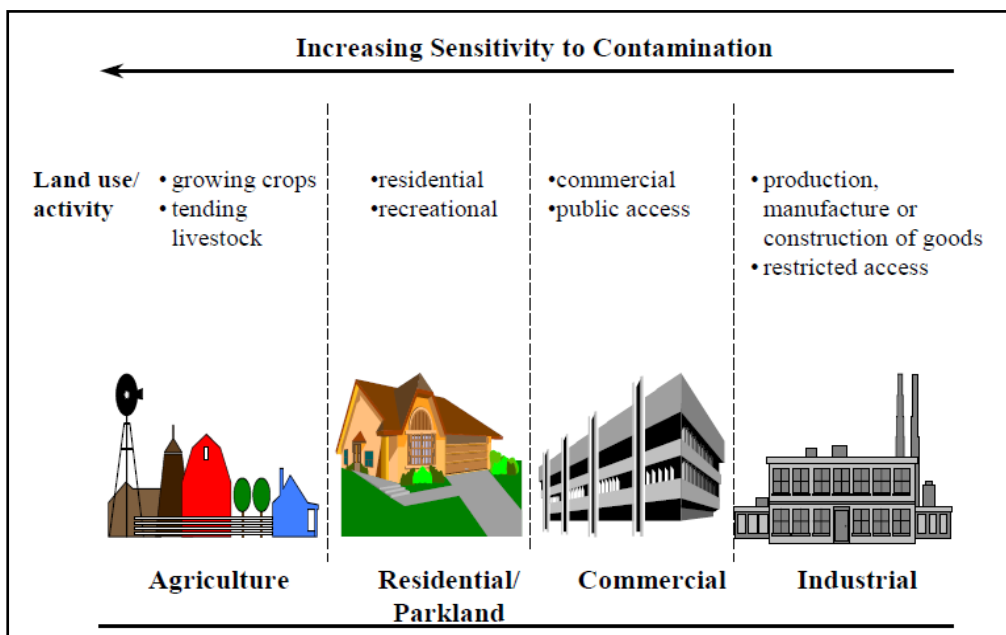 Increasing Sensitivity to Contamination
Land use/
activity
• growing crops
• tending
livestock
•residential
•recreational
•commercial
•public access
• production,
manufacture or
construction of goods
• restricted access
Agriculture
Residential/
Parkland
Commercial
Industrial